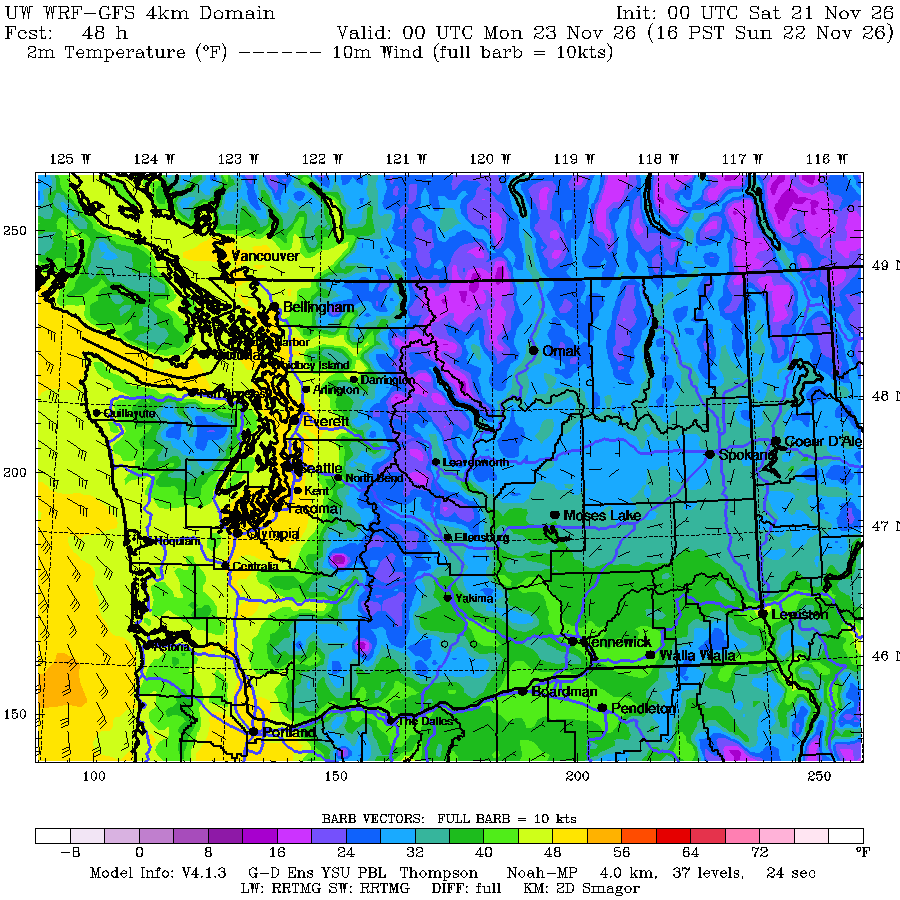 UW WRF-GFS 4km Domain Init: 00 UTC Sat 21 Nov 26
Fcst: 48 h Valid: 00 UTC Mon 23 Nov 26 (16 PST Sun 22 Nov 26)
2m Temperature (°F) ------ 10m Wind (full barb = 10kts)
125 W 124 W 123 W 122 W 121 W 120 W 119 W 118 W 117 W 116 W
250
Vancouver
49 N
Bellingham
Harbor
Omak
Whidbey Island
Darrington
Arlington
48 N
Quillayute
Everett
Coeur D'Alene
Spokane
Leavenworth
200
Seattle
North Bend
Kent
Tacoma
Moses Lake
47 N
Olympia
Hoquiam
Ellensburg
Centralia
Yakima
Lewiston
Kennewick
Astoria
Walla Walla
46 N
Boardman
Pendleton
150
The Dalles
Portland
100 150 200 250
BARB VECTORS: FULL BARB = 10 kts
-8 0 8 16 24 32 40 48 56 64 72 °F
Model Info: V4.1.3 G-D Ens YSU PBL Thompson Noah-MP 4.0 km, 37 levels, 24 sec
LW: RRTMG SW: RRTMG DIFF: full KM: 2D Smagor